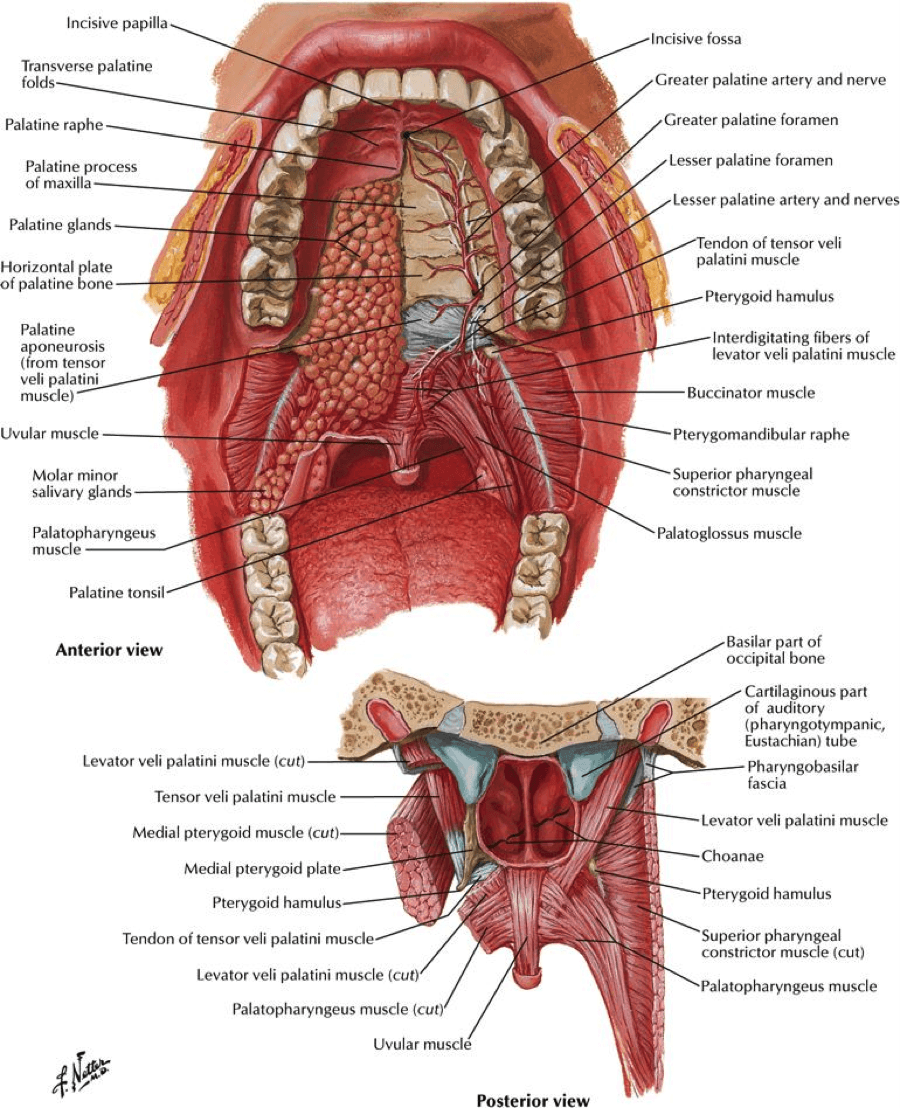 Incisive papilla
Transverse palatine
folds
Palatine raphe
Palatine process
of maxilla
Palatine glands
Horizontal plate
of palatine bone
Palatine
aponeurosis
(from tensor
veli palatini
muscle)
Uvular muscle
Molar minor
salivary glands
Palatopharyngeus
muscle
Palatine tonsil
Anterior view
Incisive fossa
Greater palatine artery and nerve
Greater palatine foramen
Lesser palatine foramen
Lesser palatine artery and nerves
Tendon of tensor veli
palatini muscle
Pterygoid hamulus
Interdigitating fibers of
levator veli palatini muscle
Buccinator muscle
Pterygomandibular raphe
Superior pharyngeal
constrictor muscle
Palatoglossus muscle
Basilar part of
occipital bone
Cartilaginous part
of auditory
(pharyngotympanic,
Eustachian) tube
Pharyngobasilar
fascia
Levator veli palatini muscle
Choanae
Pterygoid hamulus
Superior pharyngeal
constrictor muscle (cut)
Palatopharyngeus muscle
Levator veli palatini muscle (cut)
Tensor veli palatini muscle
Medial pterygoid muscle (cut)
Medial pterygoid plate
Pterygoid hamulus
Tendon of tensor veli palatini muscle
Levator veli palatini muscle (cut)
Palatopharyngeus muscle (cut)
Uvular muscle
Posterior view
F. Netter
M.D.